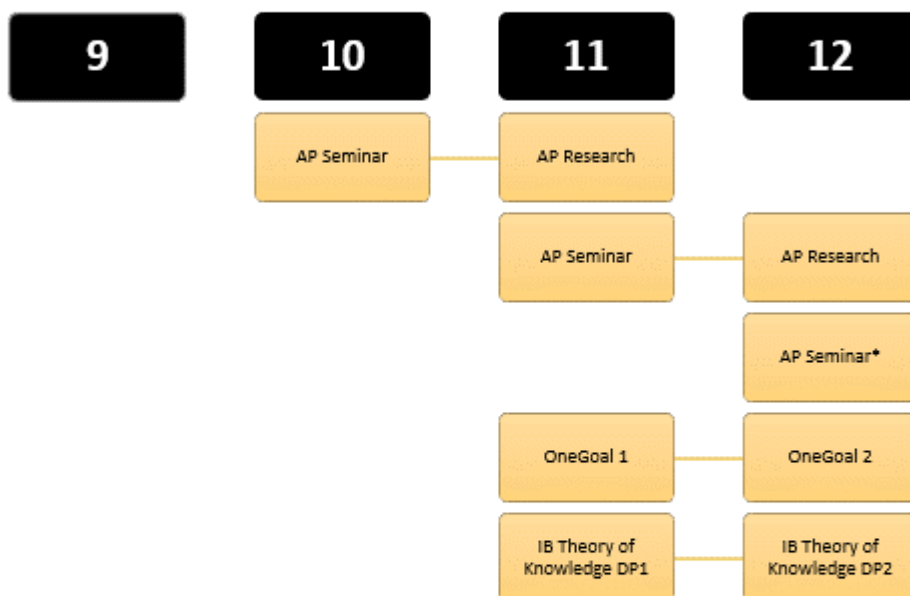 9
10
11
12
AP Seminar
AP Research
AP Seminar
AP Research
AP Seminar*
OneGoal 1
OneGoal 2
IB Theory of
Knowledge DP1
IB Theory of
Knowledge DP2